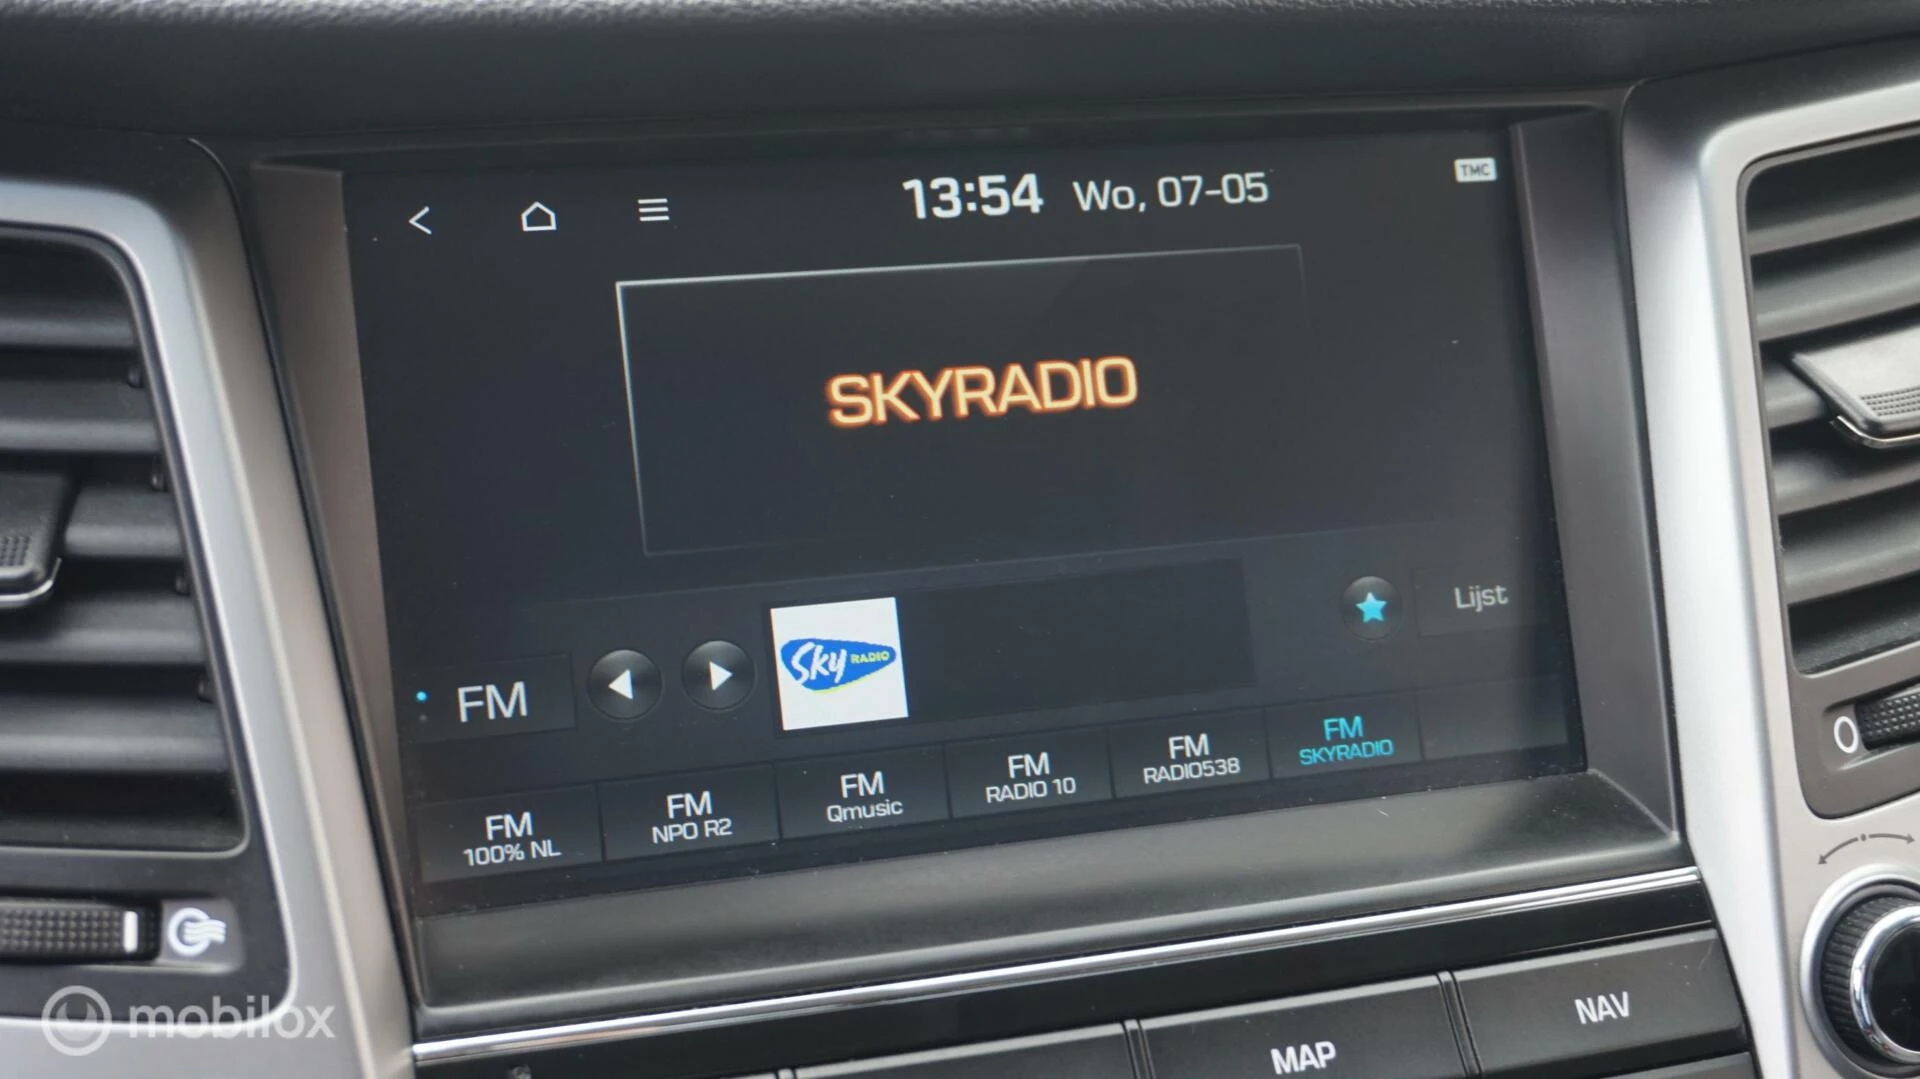 13:54 Wo, 07-05
TMC
SKYRADIO
Sky RADIO
Lijst
FM
FM
100% NL
FM
NPO R2
FM
Qmusic
FM
RADIO 10
FM
RADIO538
FM
SKYRADIO
0
MAP
NAV
mobilox